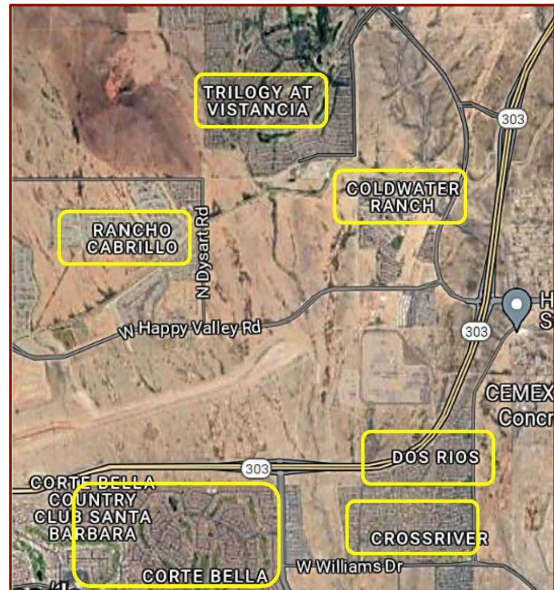 TRILOGY AT
VISTANCIA
303
COLDWATER
RANCH
RANCHO
CABRILLO
N Dysart Rd
W Happy Valley Rd
303
H
S
CEMEX
Concr
DOS RIOS
303
CORTE BELLA
COUNTRY
CLUB SANTA
BARBARA
CROSSRIVER
CORTE BELLA
W Williams Dr